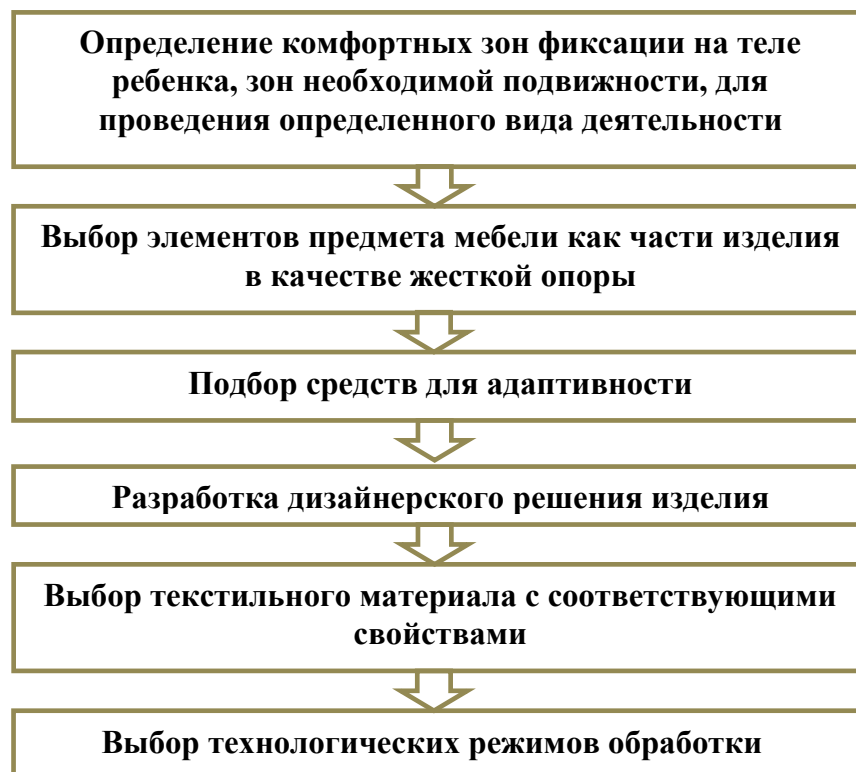 Определение комфортных зон фиксации на теле
ребенка, зон необходимой подвижности, для
проведения определенного вида деятельности
Выбор элементов предмета мебели как части изделия
в качестве жесткой опоры
Подбор средств для адаптивности
Разработка дизайнерского решения изделия
Выбор текстильного материала с соответствующими
свойствами
Выбор технологических режимов обработки